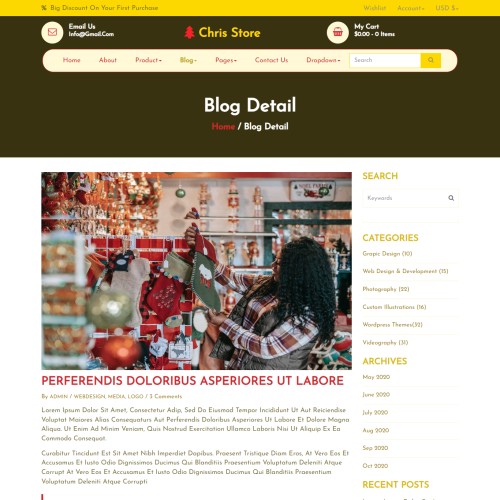 % Big Discount On Your First Purchase
Wishlist Account USD $
Email Us
Info@Gmail.Com
Chris Store
My Cart
$0.00 - 0 Items
Home About Product Blog Pages Contact Us Dropdown Search
Blog Detail
Home / Blog Detail
PERFERENDIS DOLORIBUS ASPERIORES UT LABORE
By ADMIN / WEBDESIGN, MEDIA, LOGO / 3 Comments
Lorem Ipsum Dolor Sit Amet, Consectetur Adip, Sed Do Eiusmod Tempor Incididunt Ut Aut Reiciendise
Voluptat Maiores Alias Consequaturs Aut Perferendis Doloribus Asperiores Ut Labore Et Dolore Magna
Aliqua. Ut Enim Ad Minim Veniam, Quis Nostrud Exercitation Ullamco Laboris Nisi Ut Aliquip Ex Ea
Commodo Consequat.
Curabitur Tincidunt Est Sit Amet Nibh Imperdiet Dapibus. Praesent Tristique Diam Eros, At Vero Eos Et
Accusamus Et Iusto Odio Dignissimos Ducimus Qui Blanditiis Praesentium Voluptatum Deleniti Atque
Corrupt At Vero Eos Et Accusamus Et Iusto Odio Dignissimos Ducimus Qui Blanditiis Praesentium
Voluptatum Deleniti Atque Corrupti
SEARCH
Keywords
CATEGORIES
Grapic Design (10)
Web Design & Development (15)
Photography (22)
Custom Illustrations (16)
Wordpress Themes(32)
Videography (31)
ARCHIVES
May 2020
June 2020
July 2020
Aug 2020
Sep 2020
Oct 2020
RECENT POSTS